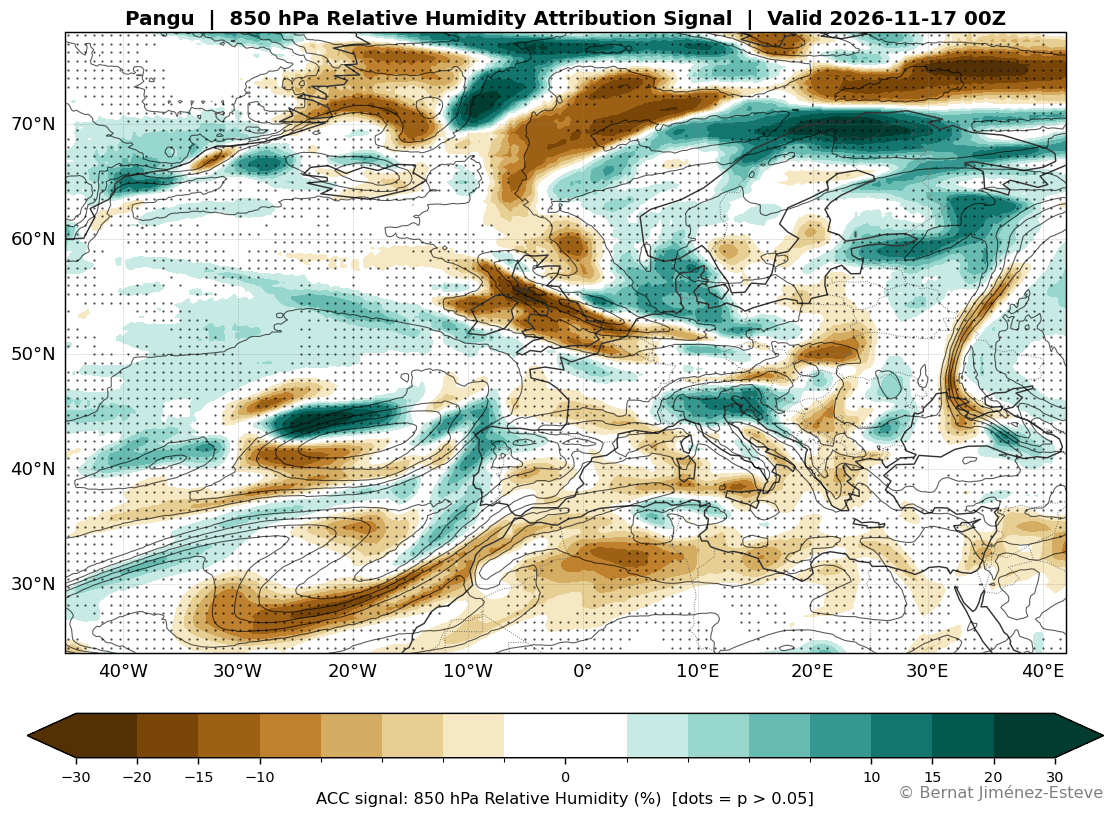 Pangu | 850 hPa Relative Humidity Attribution Signal | Valid 2026-11-17 00Z
70°N
60°N
50°N
40°N
30°N
40°W 30°W 20°W 10°W 0° 10°E 20°E 30°E 40°E
−30 −20 −15 −10 0 10 15 20 30
ACC signal: 850 hPa Relative Humidity (%) [dots = p > 0.05]
© Bernat Jiménez-Esteve